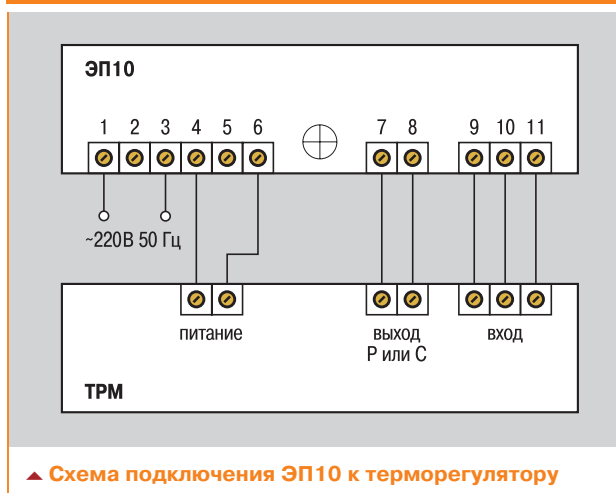 ЭП10
1 2 3 4 5 6 7 8 9 10 11
~220В 50 Гц
питание выход вход
Р или С
ТРМ
Схема подключения ЭП10 к терморегулятору